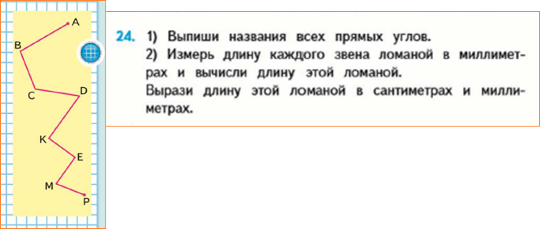 A
B
C
D
K
E
M
P
24. 1) Выпиши названия всех прямых углов.
2) Измерь длину каждого звена ломаной в миллимет-
рах и вычисли длину этой ломаной.
Вырази длину этой ломаной в сантиметрах и милли-
метрах.